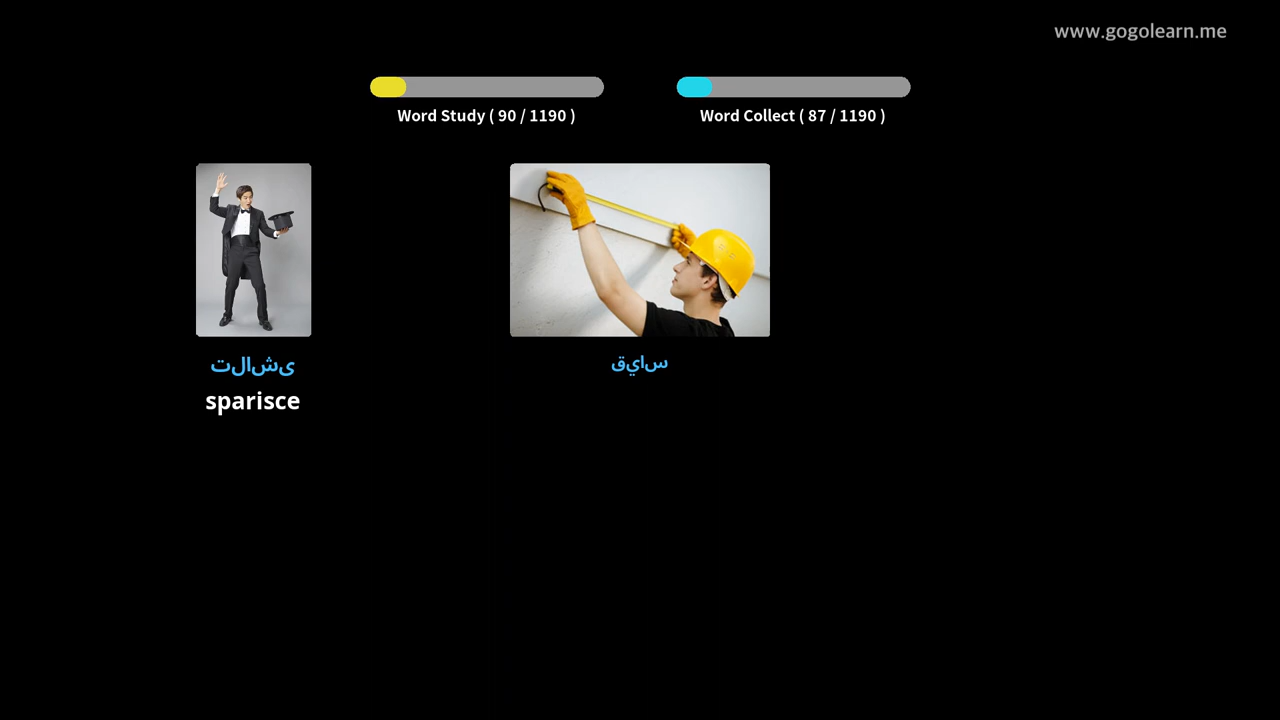 www.gogolearn.me
Word Study ( 90 / 1190 )
Word Collect ( 87 / 1190 )
ىشالت
sparisce
سايق